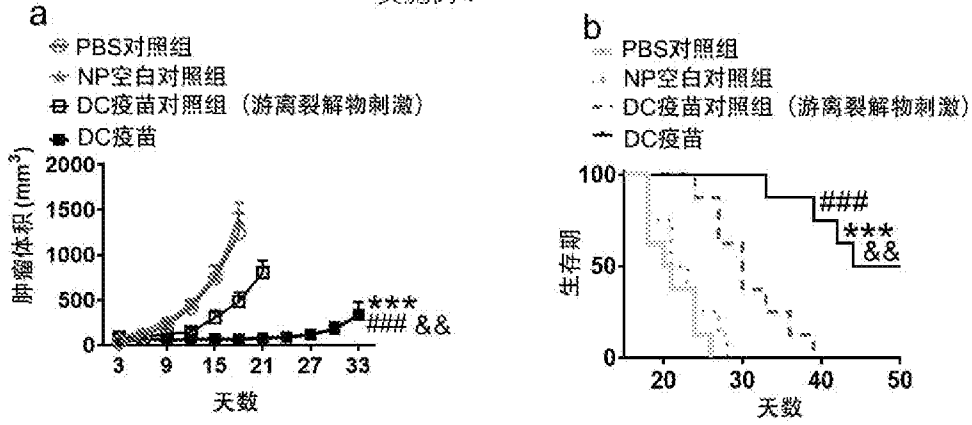 a
PBS对照组
NP空白对照组
DC疫苗对照组（游离裂解物刺激）
DC疫苗
肿瘤体积(mm³)
2000
1500
1000
500
0
3 9 15 21 27 33
天数
***
### &&
b
PBS对照组
NP空白对照组
DC疫苗对照组（游离裂解物刺激）
DC疫苗
生存期
100
50
0
20 30 40 50
天数
###
***
&&